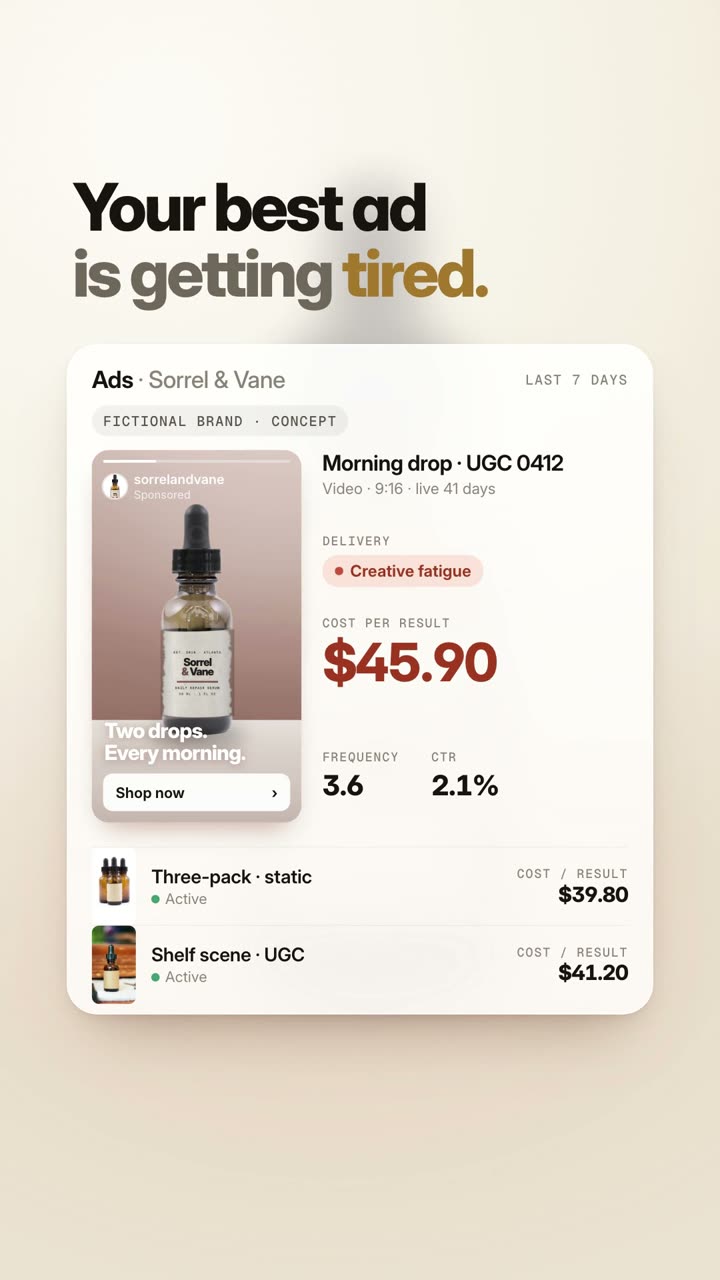 Your best ad
is getting tired.
Ads · Sorrel & Vane
LAST 7 DAYS
FICTIONAL BRAND · CONCEPT
sorrelandvane
Sponsored
Sorrel
& Vane
DAILY REPAIR SERUM
Two drops.
Every morning.
Shop now ›
Morning drop · UGC 0412
Video · 9:16 · live 41 days
DELIVERY
Creative fatigue
COST PER RESULT
$45.90
FREQUENCY
CTR
3.6
2.1%
Three-pack · static
Active
COST / RESULT
$39.80
Shelf scene · UGC
Active
COST / RESULT
$41.20